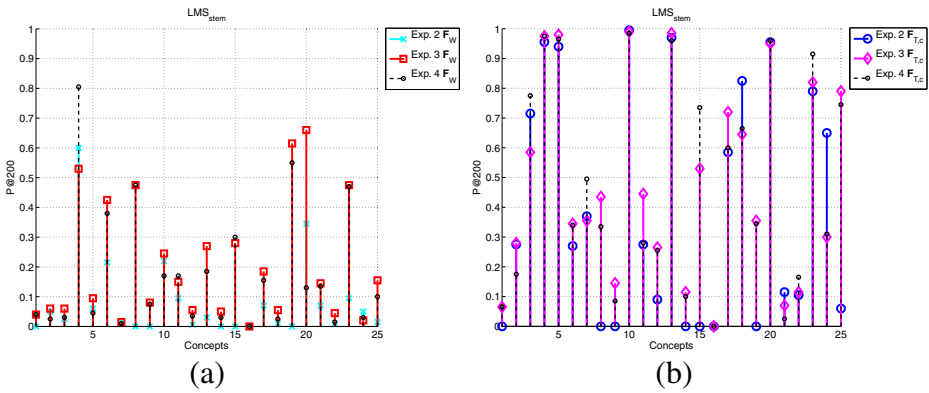 LMS_stem
P@200
1
0.9
0.8
0.7
0.6
0.5
0.4
0.3
0.2
0.1
0
5 10 15 20 25
Concepts
Exp. 2 F_W
Exp. 3 F_W
Exp. 4 F_W
(a)
LMS_stem
P@200
1
0.9
0.8
0.7
0.6
0.5
0.4
0.3
0.2
0.1
0
5 10 15 20 25
Concepts
Exp. 2 F_T,c
Exp. 3 F_T,c
Exp. 4 F_T,c
(b)